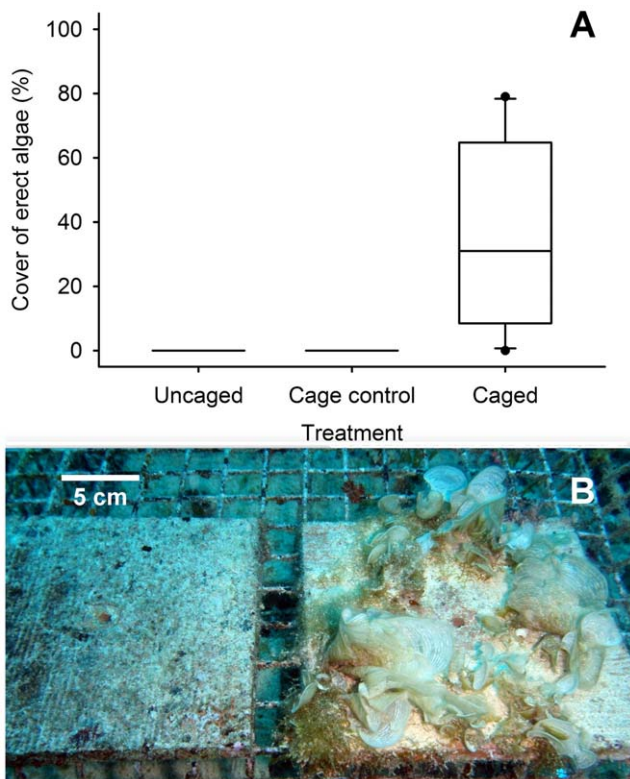 A
Cover of erect algae (%)
100
80
60
40
20
0
Uncaged Cage control Caged
Treatment
5 cm
B